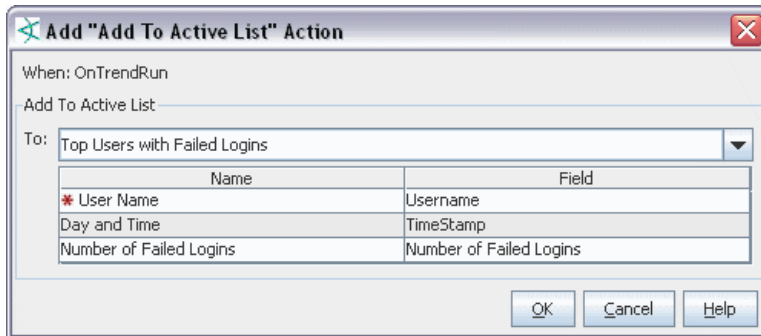 Add "Add To Active List" Action
When: OnTrendRun
Add To Active List
To: Top Users with Failed Logins
Name Field
* User Name Username
Day and Time TimeStamp
Number of Failed Logins Number of Failed Logins
OK Cancel Help